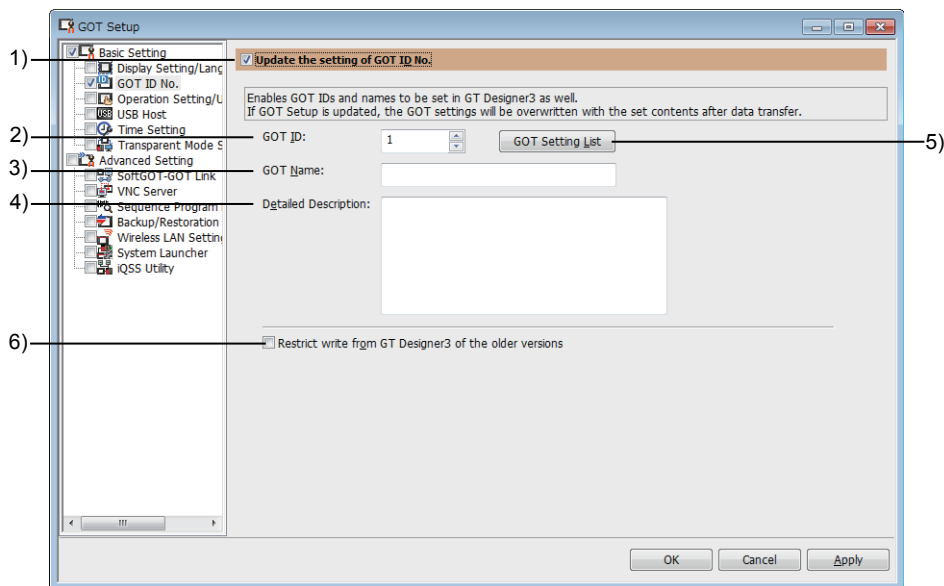 GOT Setup
1)
Basic Setting
Update the setting of GOT ID No.
Display Setting/Lang
GOT ID No.
Operation Setting/U
USB Host
Time Setting
Transparent Mode S
Advanced Setting
SoftGOT-GOT Link
VNC Server
Sequence Program
Backup/Restoration
Wireless LAN Settin
System Launcher
iQSS Utility
Enables GOT IDs and names to be set in GT Designer3 as well.
If GOT Setup is updated, the GOT settings will be overwritten with the set contents after data transfer.
2)
GOT ID:
1
GOT Setting List
5)
3)
GOT Name:
4)
Detailed Description:
6)
Restrict write from GT Designer3 of the older versions
OK
Cancel
Apply